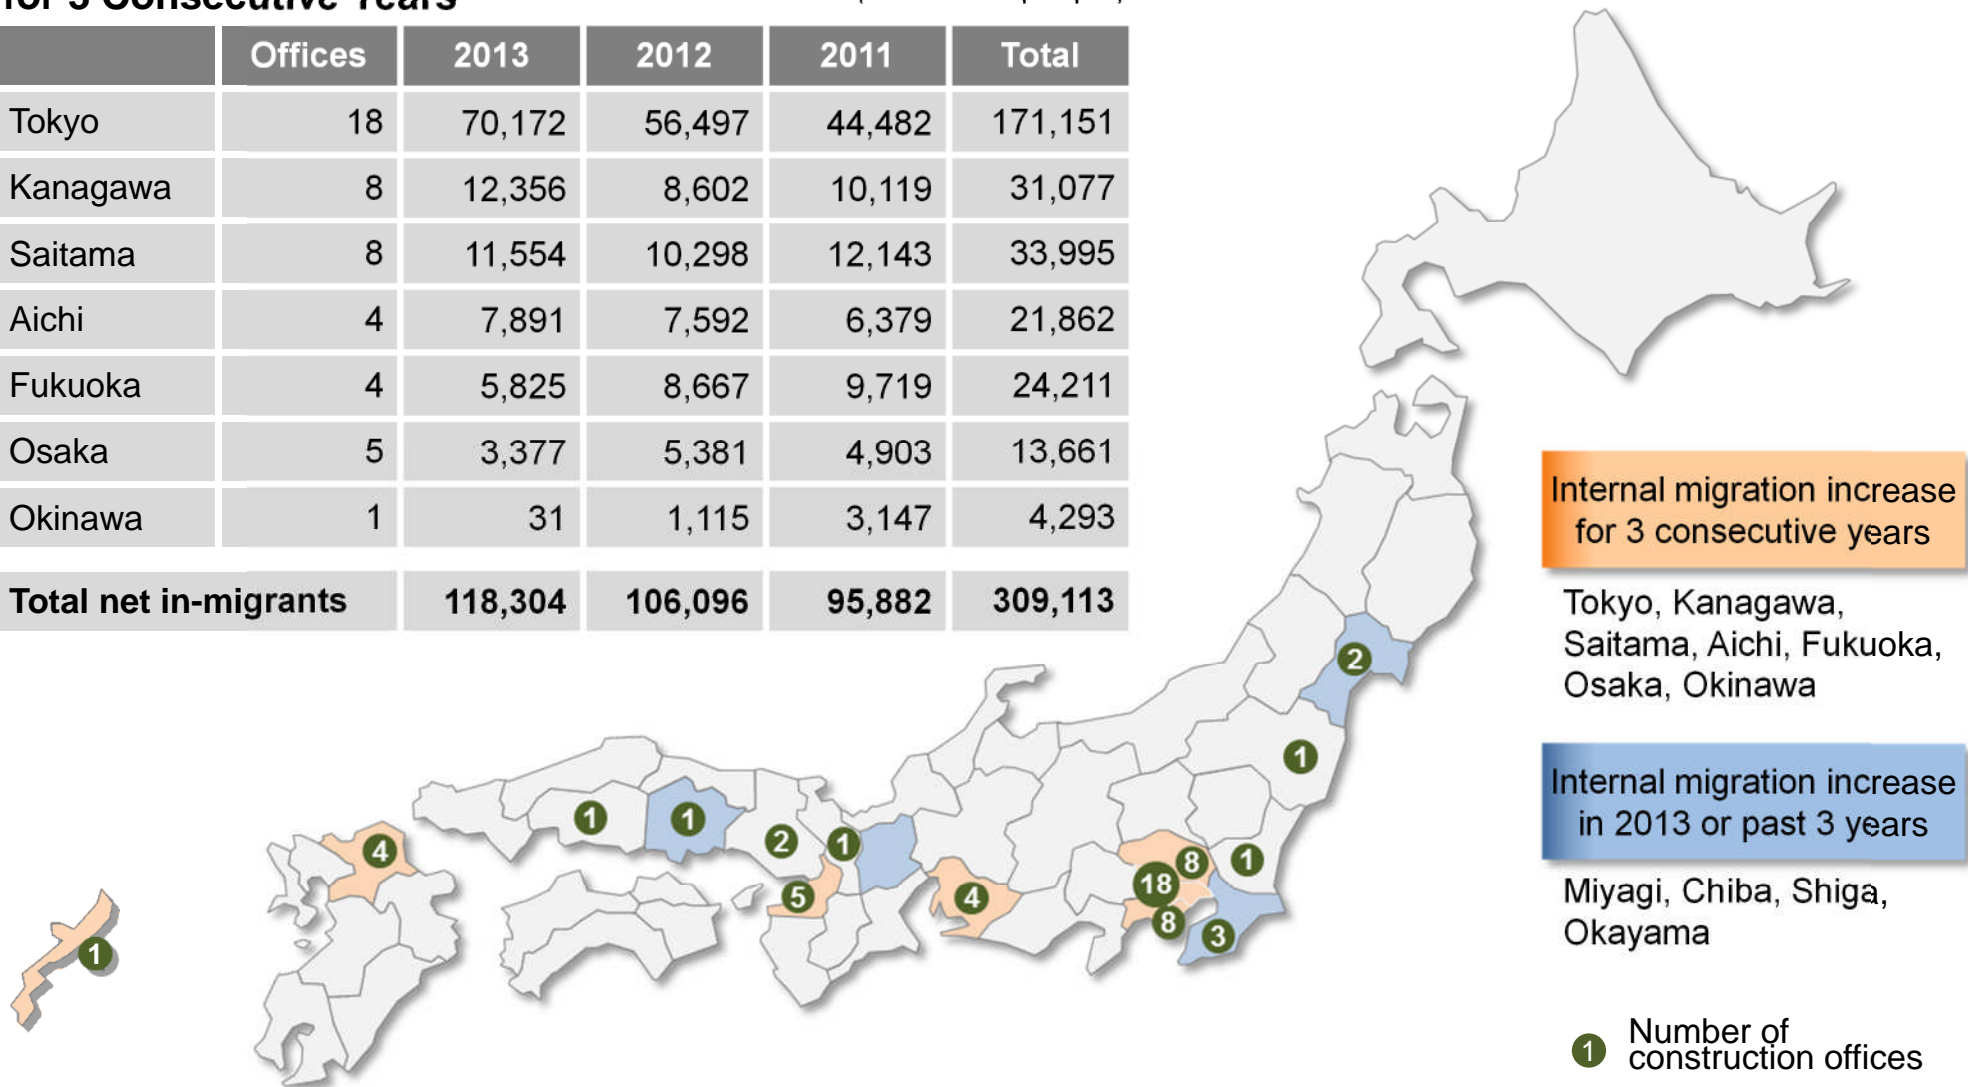 for 3 Consecutive Years
Offices 2013 2012 2011 Total
Tokyo 18 70,172 56,497 44,482 171,151
Kanagawa 8 12,356 8,602 10,119 31,077
Saitama 8 11,554 10,298 12,143 33,995
Aichi 4 7,891 7,592 6,379 21,862
Fukuoka 4 5,825 8,667 9,719 24,211
Osaka 5 3,377 5,381 4,903 13,661
Okinawa 1 31 1,115 3,147 4,293
Total net in-migrants 118,304 106,096 95,882 309,113
Internal migration increase
for 3 consecutive years
Tokyo, Kanagawa,
Saitama, Aichi, Fukuoka,
Osaka, Okinawa
Internal migration increase
in 2013 or past 3 years
Miyagi, Chiba, Shiga,
Okayama
1 Number of
construction offices
2
1
1
1
2
1
4
8
1
18
5
4
8
3
1